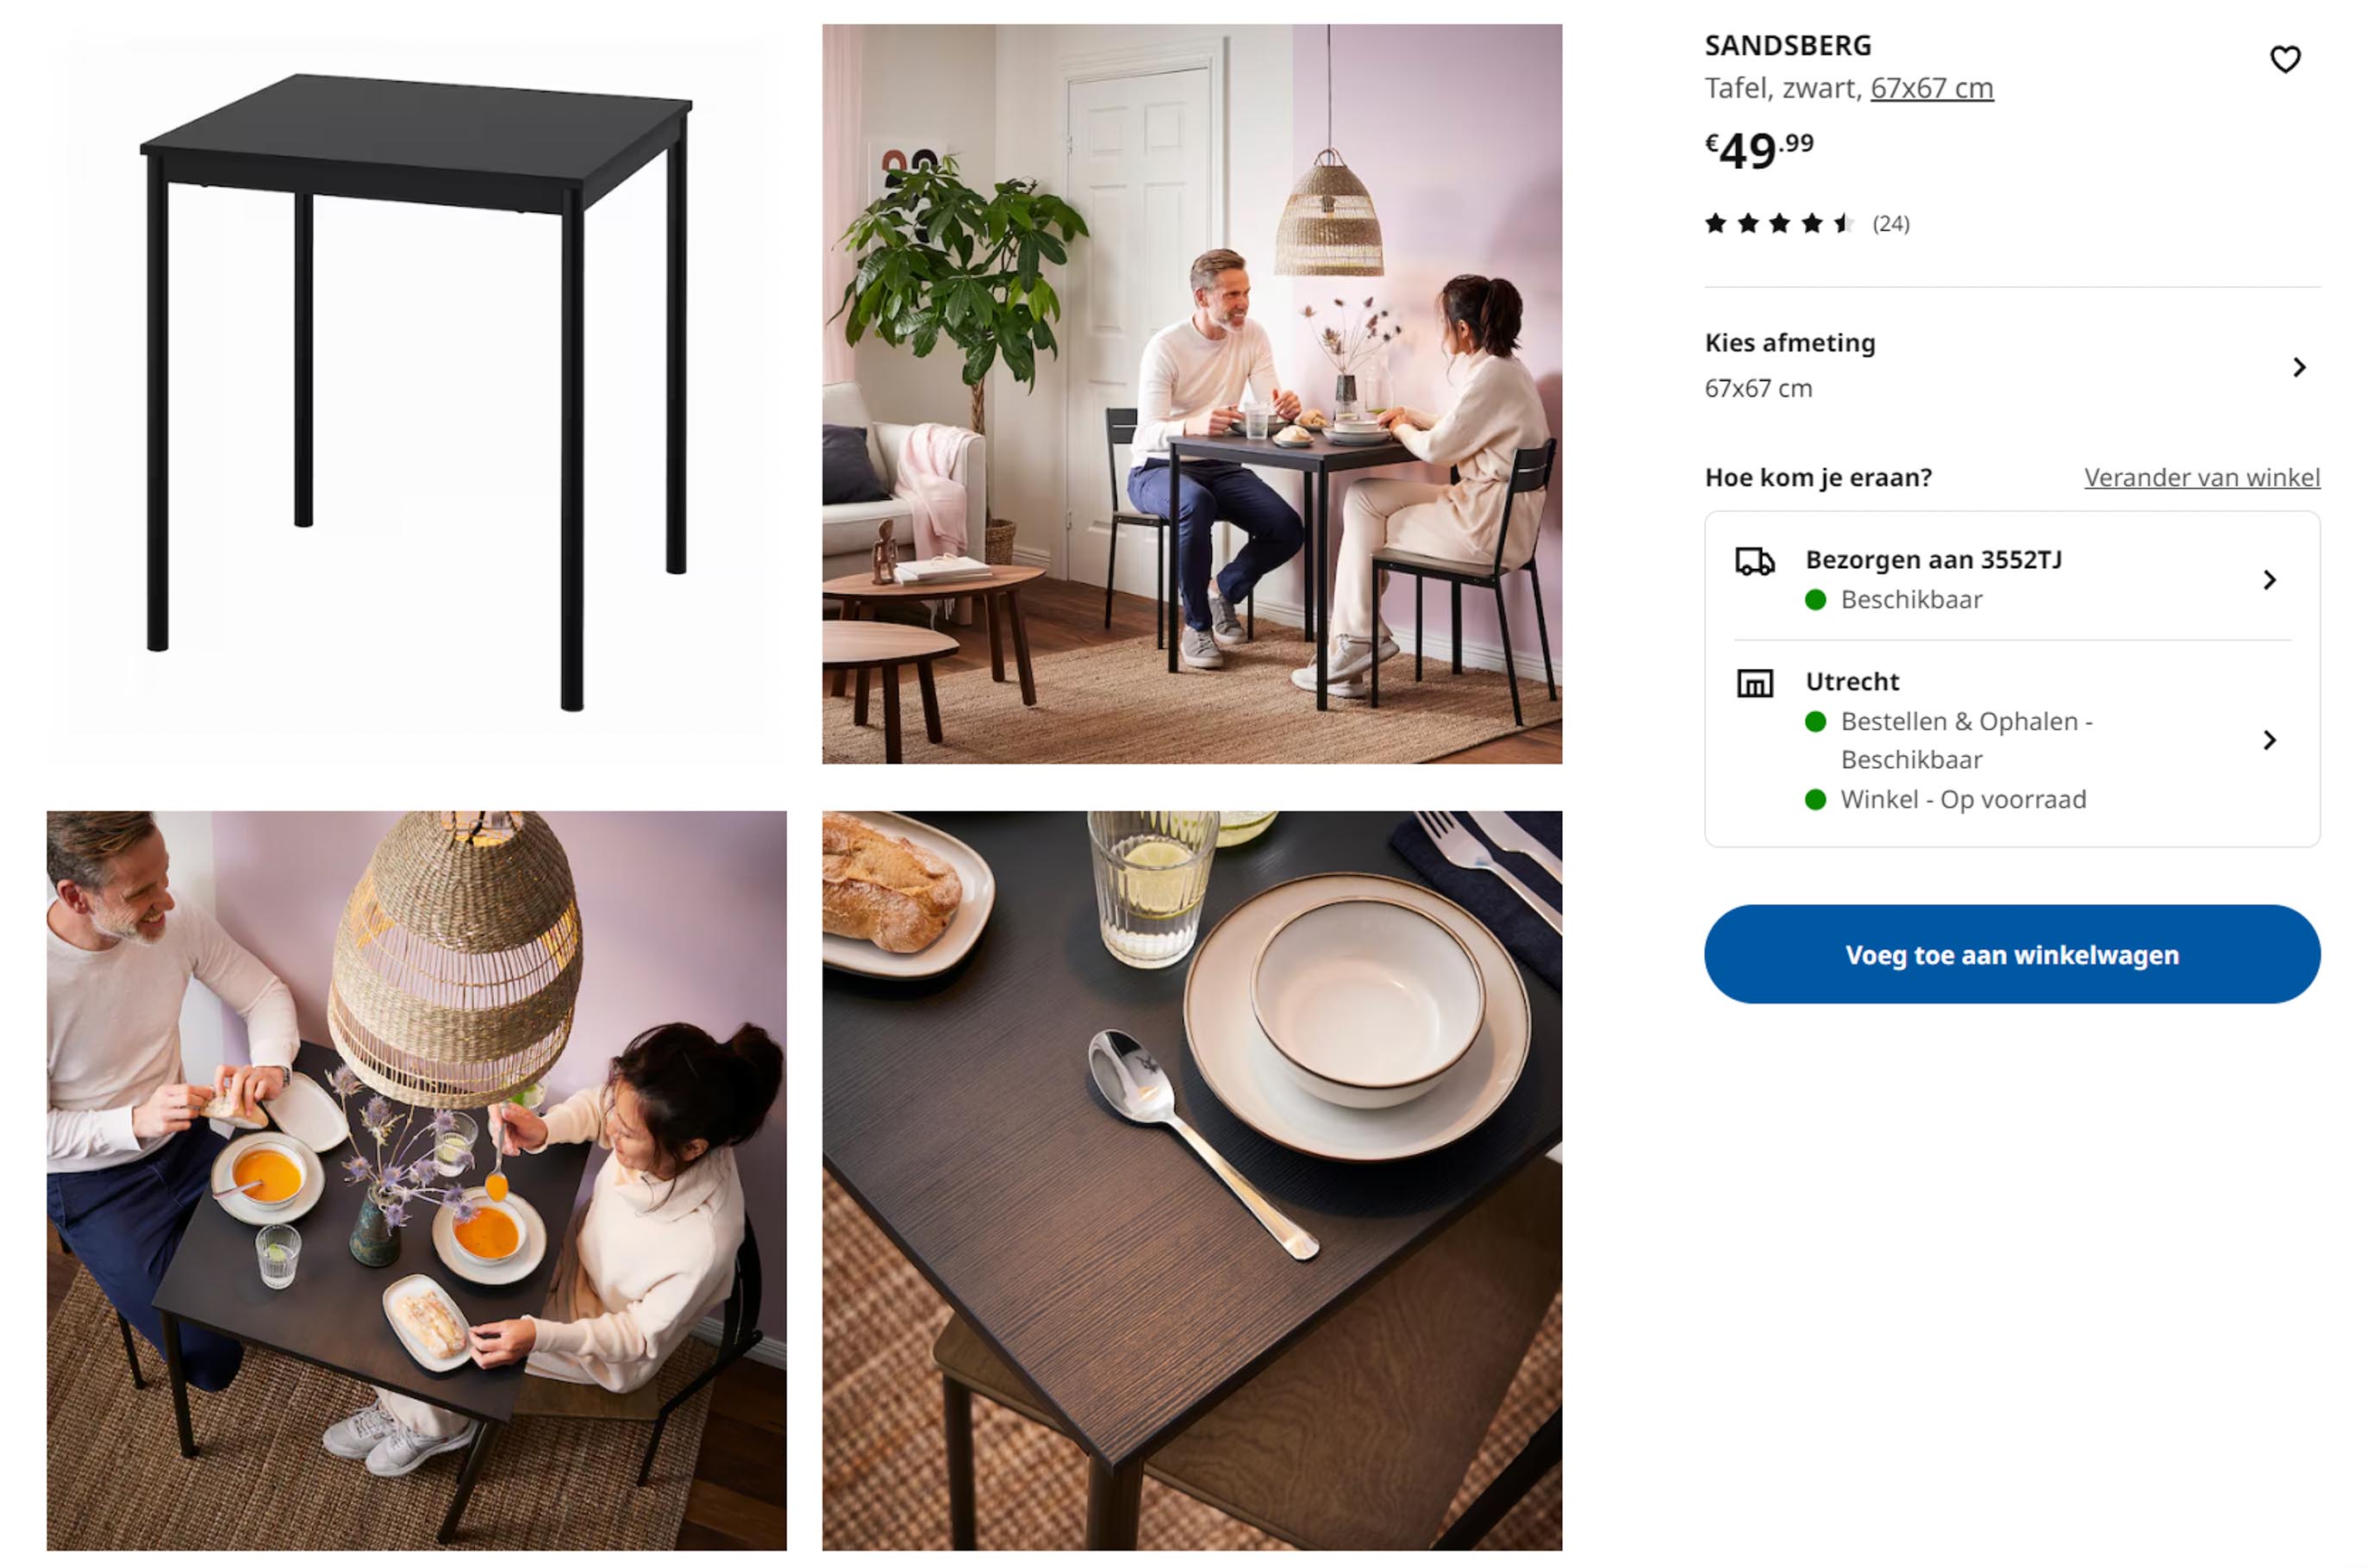 SANDSBERG
Tafel, zwart, 67x67 cm
€49.99
(24)
Kies afmeting
67x67 cm
Hoe kom je eraan?
Verander van winkel
Bezorgen aan 3552TJ
Beschikbaar
Utrecht
Bestellen & Ophalen -
Beschikbaar
Winkel - Op voorraad
Voeg toe aan winkelwagen